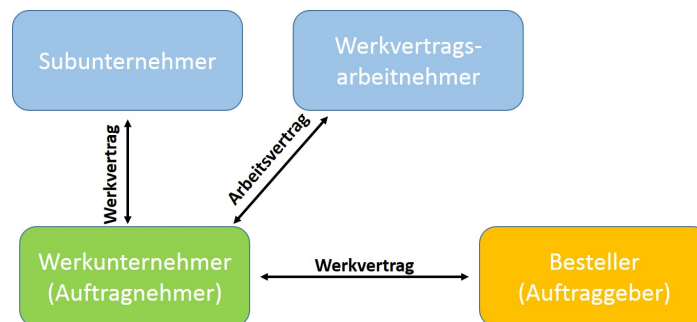 Subunternehmer
Werkvertrags-
arbeitnehmer
Werkvertrag
Arbeitsvertrag
Werkunternehmer
(Auftragnehmer)
Werkvertrag
Besteller
(Auftraggeber)